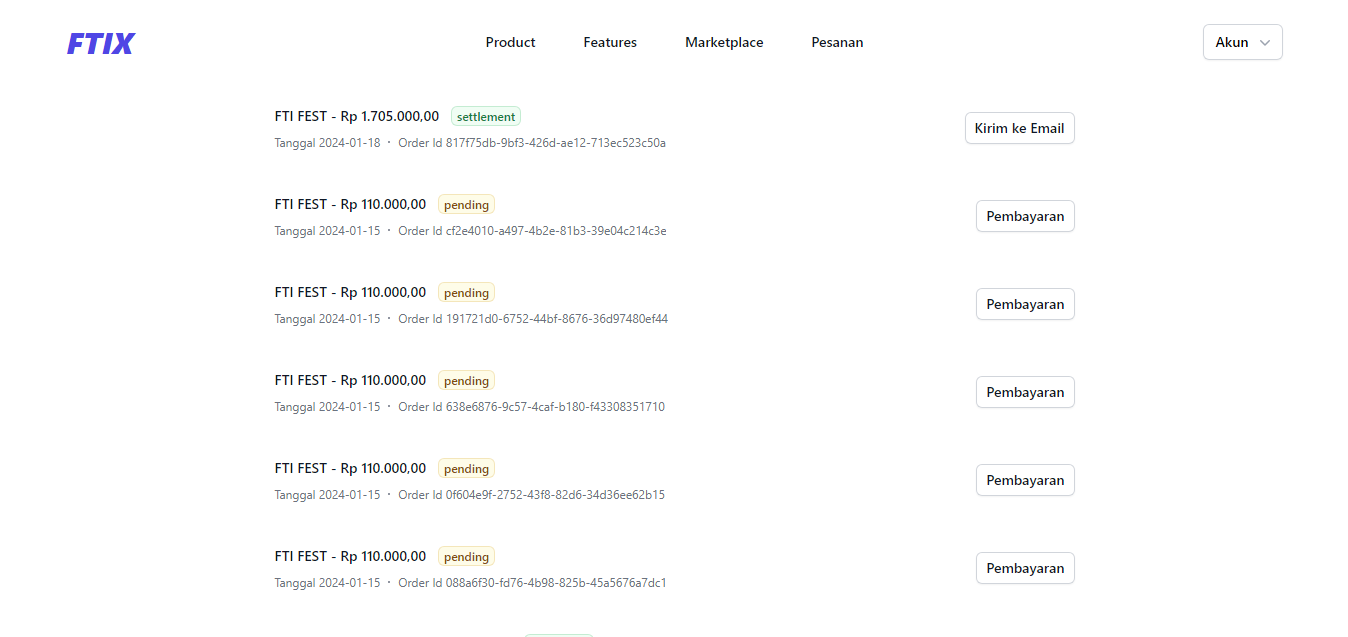 FTIX Product Features Marketplace Pesanan Akun
FTI FEST - Rp 1.705.000,00 settlement
Tanggal 2024-01-18 · Order Id 817f75db-9bf3-426d-ae12-713ec523c50a
Kirim ke Email
FTI FEST - Rp 110.000,00 pending
Tanggal 2024-01-15 · Order Id cf2e4010-a497-4b2e-81b3-39e04c214c3e
Pembayaran
FTI FEST - Rp 110.000,00 pending
Tanggal 2024-01-15 · Order Id 191721d0-6752-44bf-8676-36d97480ef44
Pembayaran
FTI FEST - Rp 110.000,00 pending
Tanggal 2024-01-15 · Order Id 638e6876-9c57-4caf-b180-f43308351710
Pembayaran
FTI FEST - Rp 110.000,00 pending
Tanggal 2024-01-15 · Order Id 0f604e9f-2752-43f8-82d6-34d36ee62b15
Pembayaran
FTI FEST - Rp 110.000,00 pending
Tanggal 2024-01-15 · Order Id 088a6f30-fd76-4b98-825b-45a5676a7dc1
Pembayaran